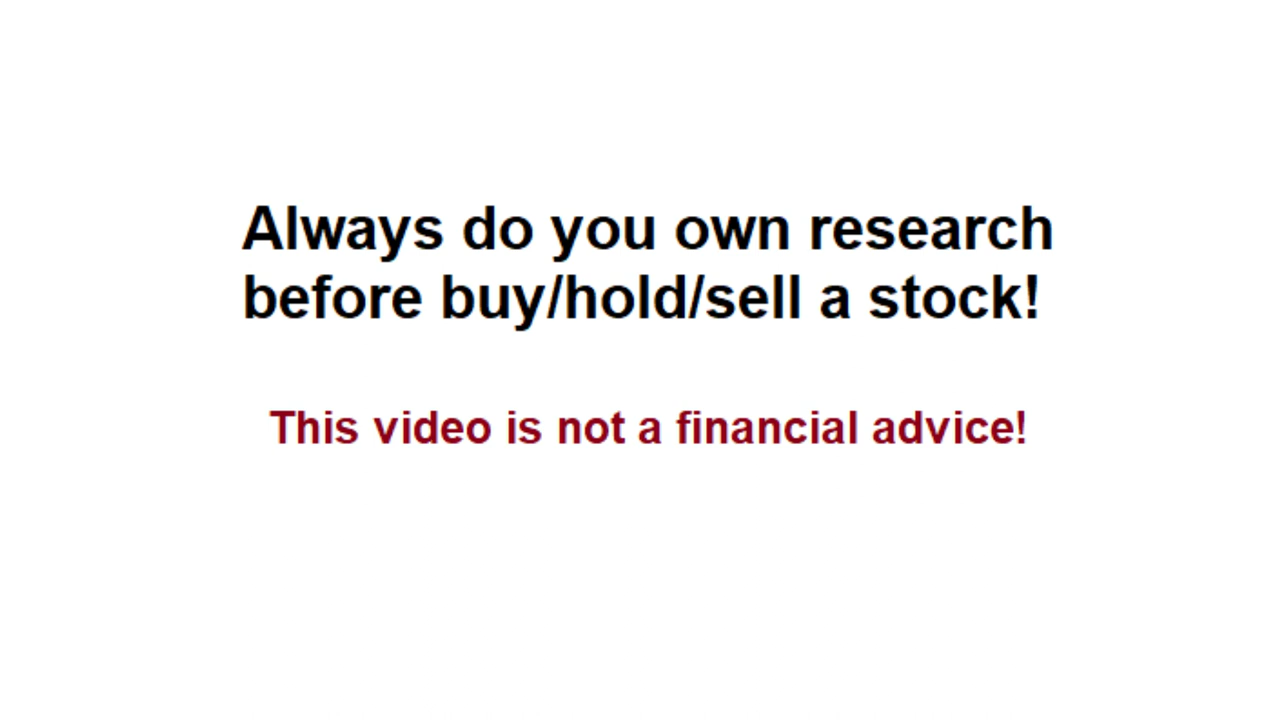 Always do you own research
before buy/hold/sell a stock!
This video is not a financial advice!